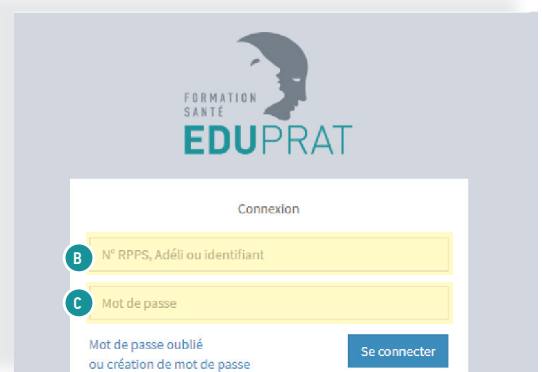 FORMATION
SANTÉ
EDUPRAT
Connexion
B N° RPPS, Adéli ou identifiant
C Mot de passe
Mot de passe oublié
ou création de mot de passe
Se connecter